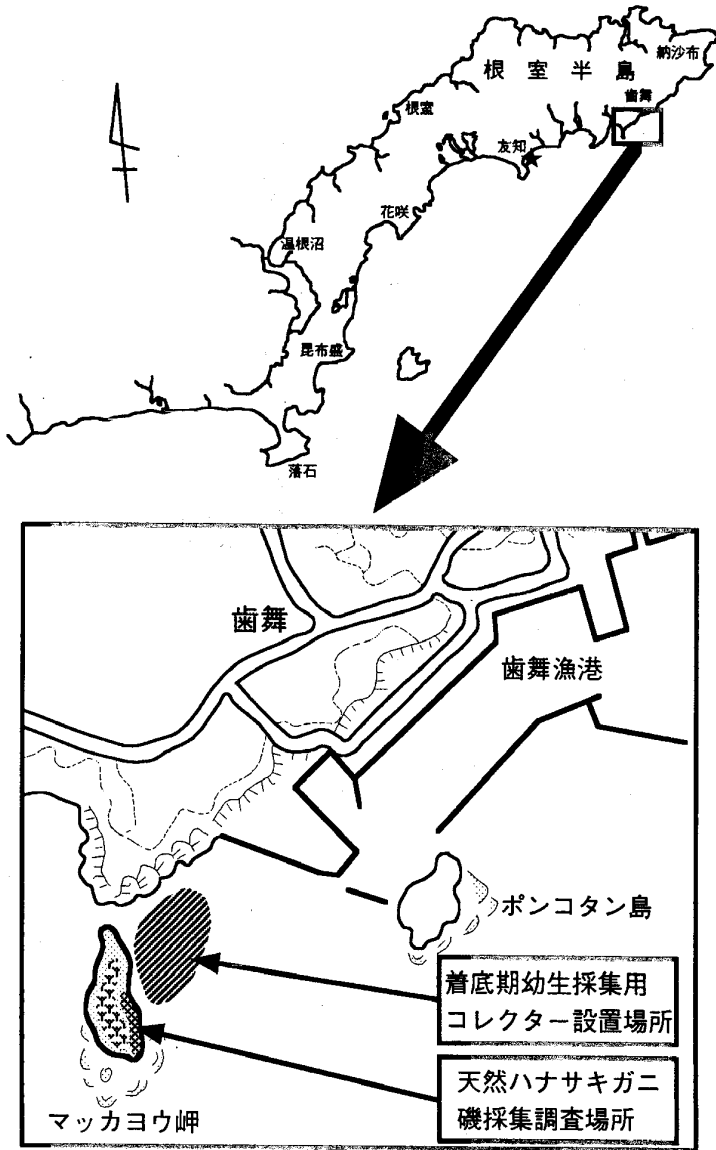 納沙布
根室半島
歯舞
根室
友知
花咲
温根沼
昆布盛
落石
歯舞
歯舞漁港
ポンコタン島
着底期幼生採集用
コレクター設置場所
天然ハナサキガニ
磯採集調査場所
マッカヨウ岬